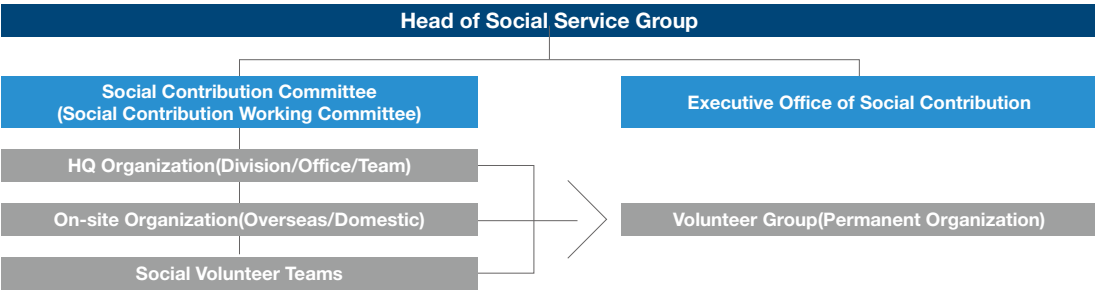 Head of Social Service Group
Social Contribution Committee
(Social Contribution Working Committee)
Executive Office of Social Contribution
HQ Organization(Division/Office/Team)
On-site Organization(Overseas/Domestic)
Volunteer Group(Permanent Organization)
Social Volunteer Teams